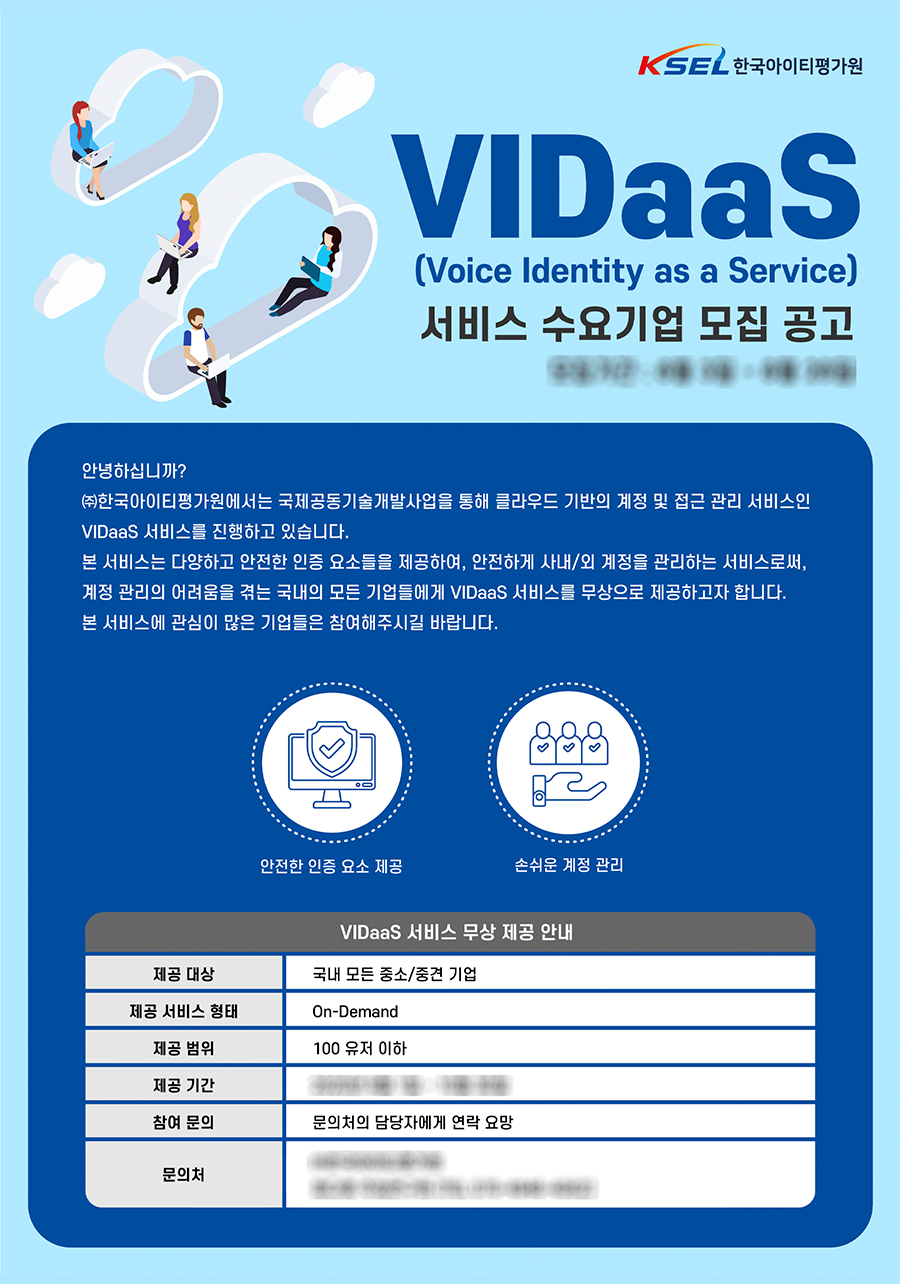 KSEL 한국아이티평가원
VIDaaS
(Voice Identity as a Service)
서비스 수요기업 모집 공고
안녕하십니까?
㈜한국아이티평가원에서는 국제공동기술개발사업을 통해 클라우드 기반의 계정 및 접근 관리 서비스인
VIDaaS 서비스를 진행하고 있습니다.
본 서비스는 다양하고 안전한 인증 요소들을 제공하여, 안전하게 사내/외 계정을 관리하는 서비스로써,
계정 관리의 어려움을 겪는 국내의 모든 기업들에게 VIDaaS 서비스를 무상으로 제공하고자 합니다.
본 서비스에 관심이 많은 기업들은 참여해주시길 바랍니다.
안전한 인증 요소 제공
손쉬운 계정 관리
VIDaaS 서비스 무상 제공 안내
제공 대상 국내 모든 중소/중견 기업
제공 서비스 형태 On-Demand
제공 범위 100 유저 이하
제공 기간
참여 문의 문의처의 담당자에게 연락 요망
문의처